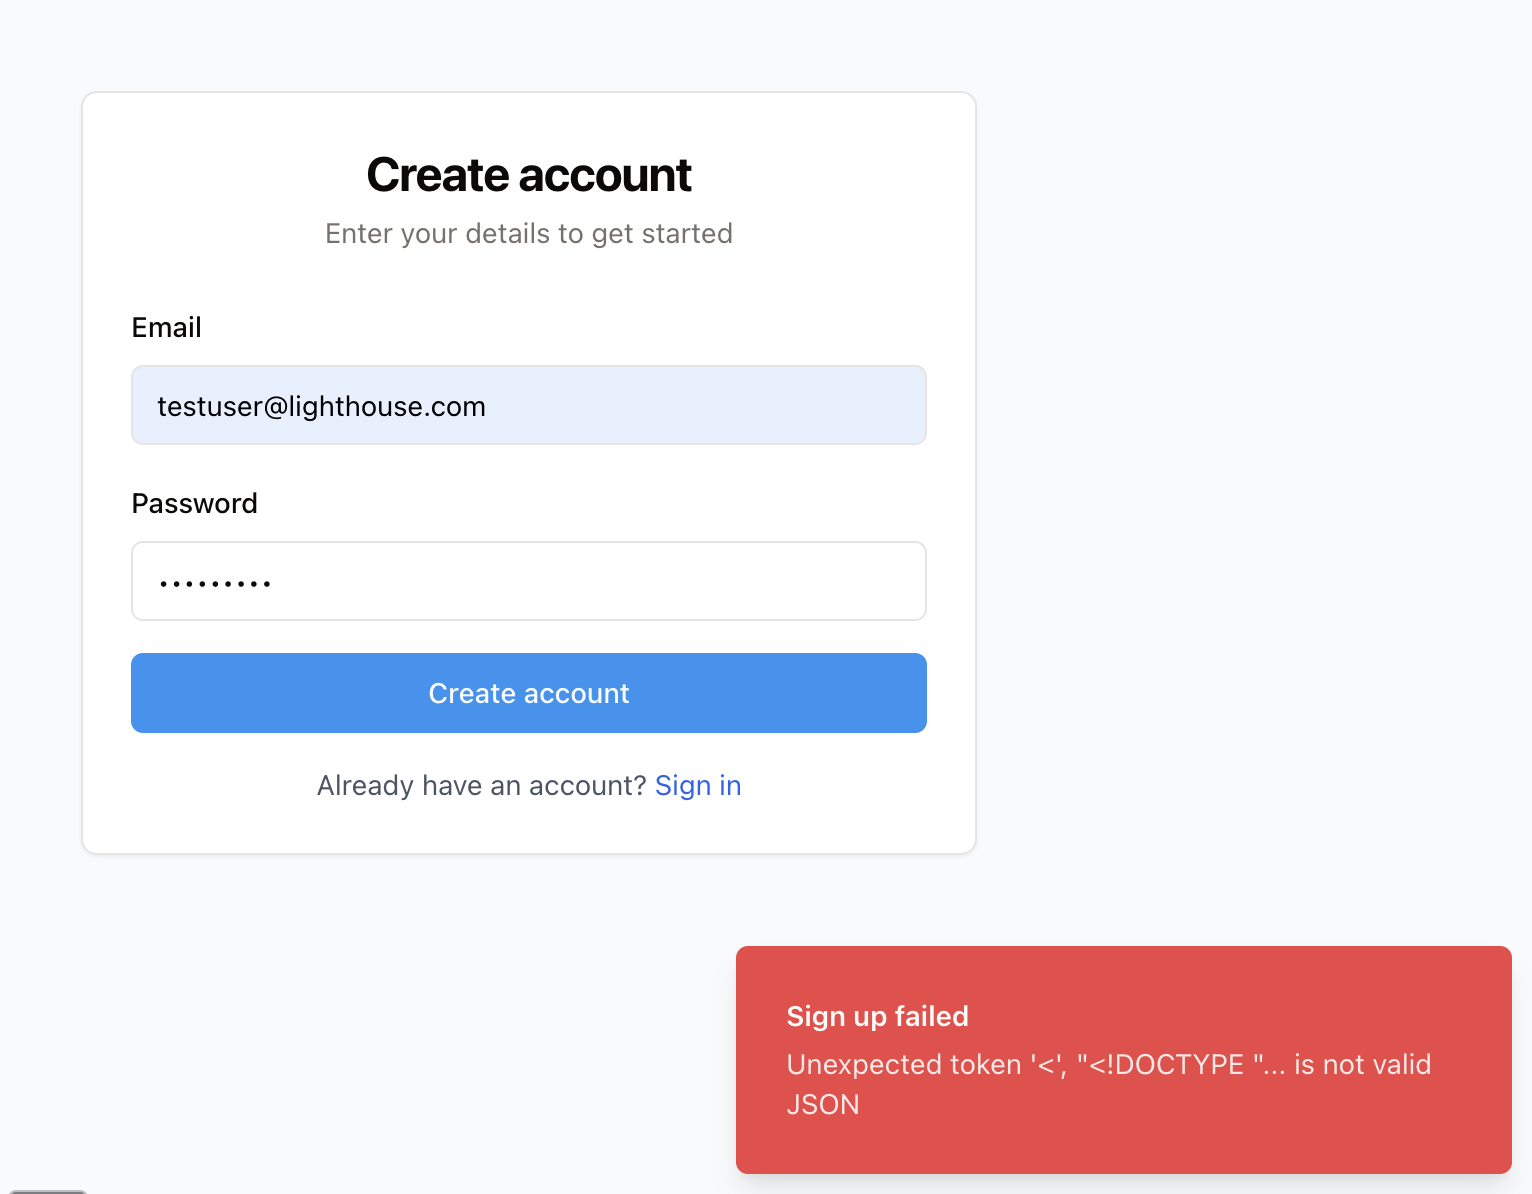 Create account
Enter your details to get started
Email
testuser@lighthouse.com
Password
•••••••••
Create account
Already have an account? Sign in
Sign up failed
Unexpected token '<', "<!DOCTYPE "... is not valid
JSON